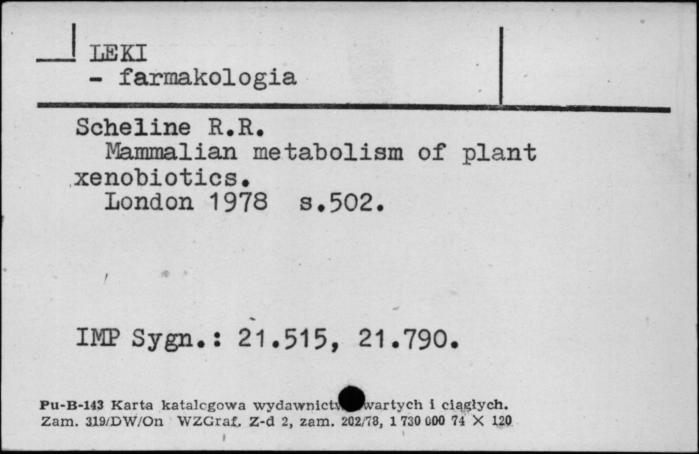 LEKI
- farmakologia
Scheline R.R.
Mammalian metabolism of plant
xenobiotics.
London 1978 s.502.
IMP Sygn.: 21.515, 21.790.
Pu-B-143 Karta katalogowa wydawnictw zwartych i ciągłych.
Zam. 319/DW/On WZGraf. Z-d 2, zam. 202/78, 1 730 000 74 X 120